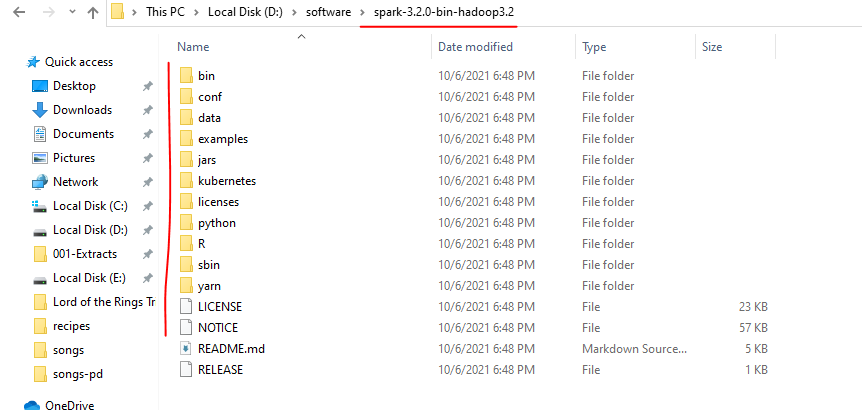 This PC > Local Disk (D:) > software > spark-3.2.0-bin-hadoop3.2
Name Date modified Type Size
Quick access
Desktop
Downloads
Documents
Pictures
Network
Local Disk (C:)
Local Disk (D:)
001-Extracts
Local Disk (E:)
Lord of the Rings Tr
recipes
songs
songs-pd
OneDrive
bin 10/6/2021 6:48 PM File folder
conf 10/6/2021 6:48 PM File folder
data 10/6/2021 6:48 PM File folder
examples 10/6/2021 6:48 PM File folder
jars 10/6/2021 6:48 PM File folder
kubernetes 10/6/2021 6:48 PM File folder
licenses 10/6/2021 6:48 PM File folder
python 10/6/2021 6:48 PM File folder
R 10/6/2021 6:48 PM File folder
sbin 10/6/2021 6:48 PM File folder
yarn 10/6/2021 6:48 PM File folder
LICENSE 10/6/2021 6:48 PM File 23 KB
NOTICE 10/6/2021 6:48 PM File 57 KB
README.md 10/6/2021 6:48 PM Markdown Source... 5 KB
RELEASE 10/6/2021 6:48 PM File 1 KB